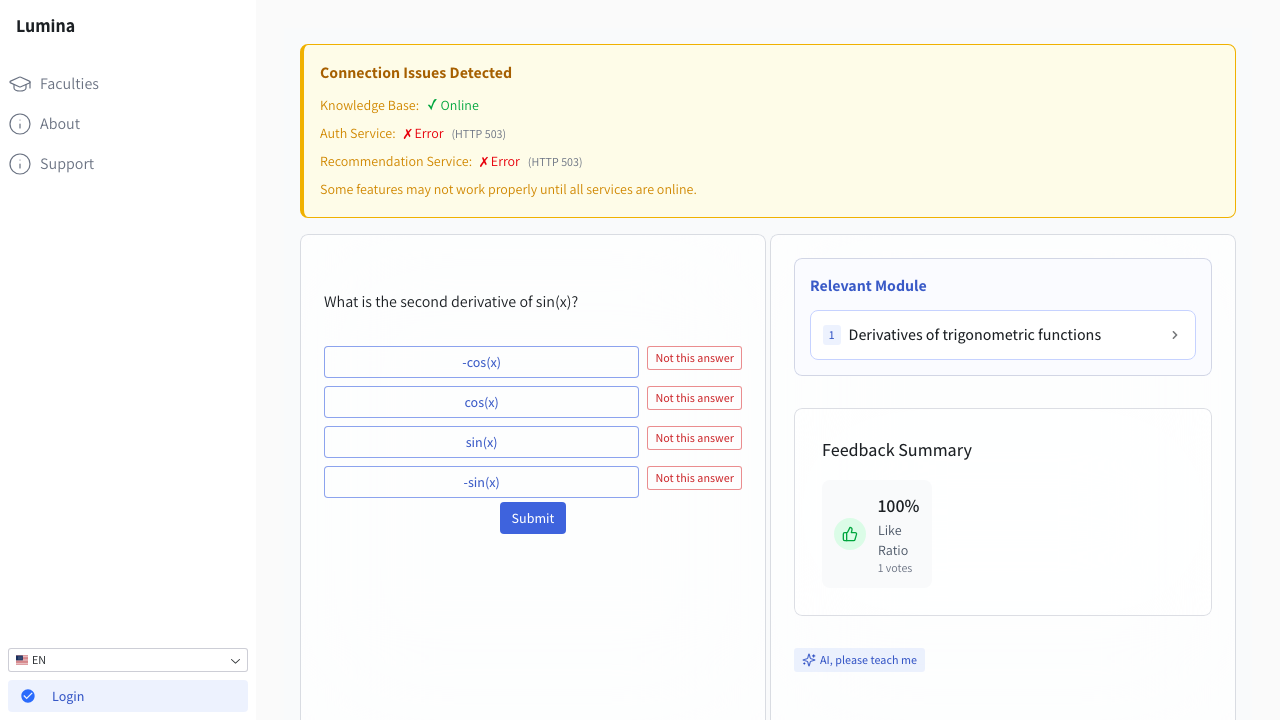 Lumina
Faculties
About
Support
EN
Login
Connection Issues Detected
Knowledge Base: ✓ Online
Auth Service: ✗ Error (HTTP 503)
Recommendation Service: ✗ Error (HTTP 503)
Some features may not work properly until all services are online.
What is the second derivative of sin(x)?
-cos(x) Not this answer
cos(x) Not this answer
sin(x) Not this answer
-sin(x) Not this answer
Submit
Relevant Module
1 Derivatives of trigonometric functions
Feedback Summary
100%
Like
Ratio
1 votes
AI, please teach me